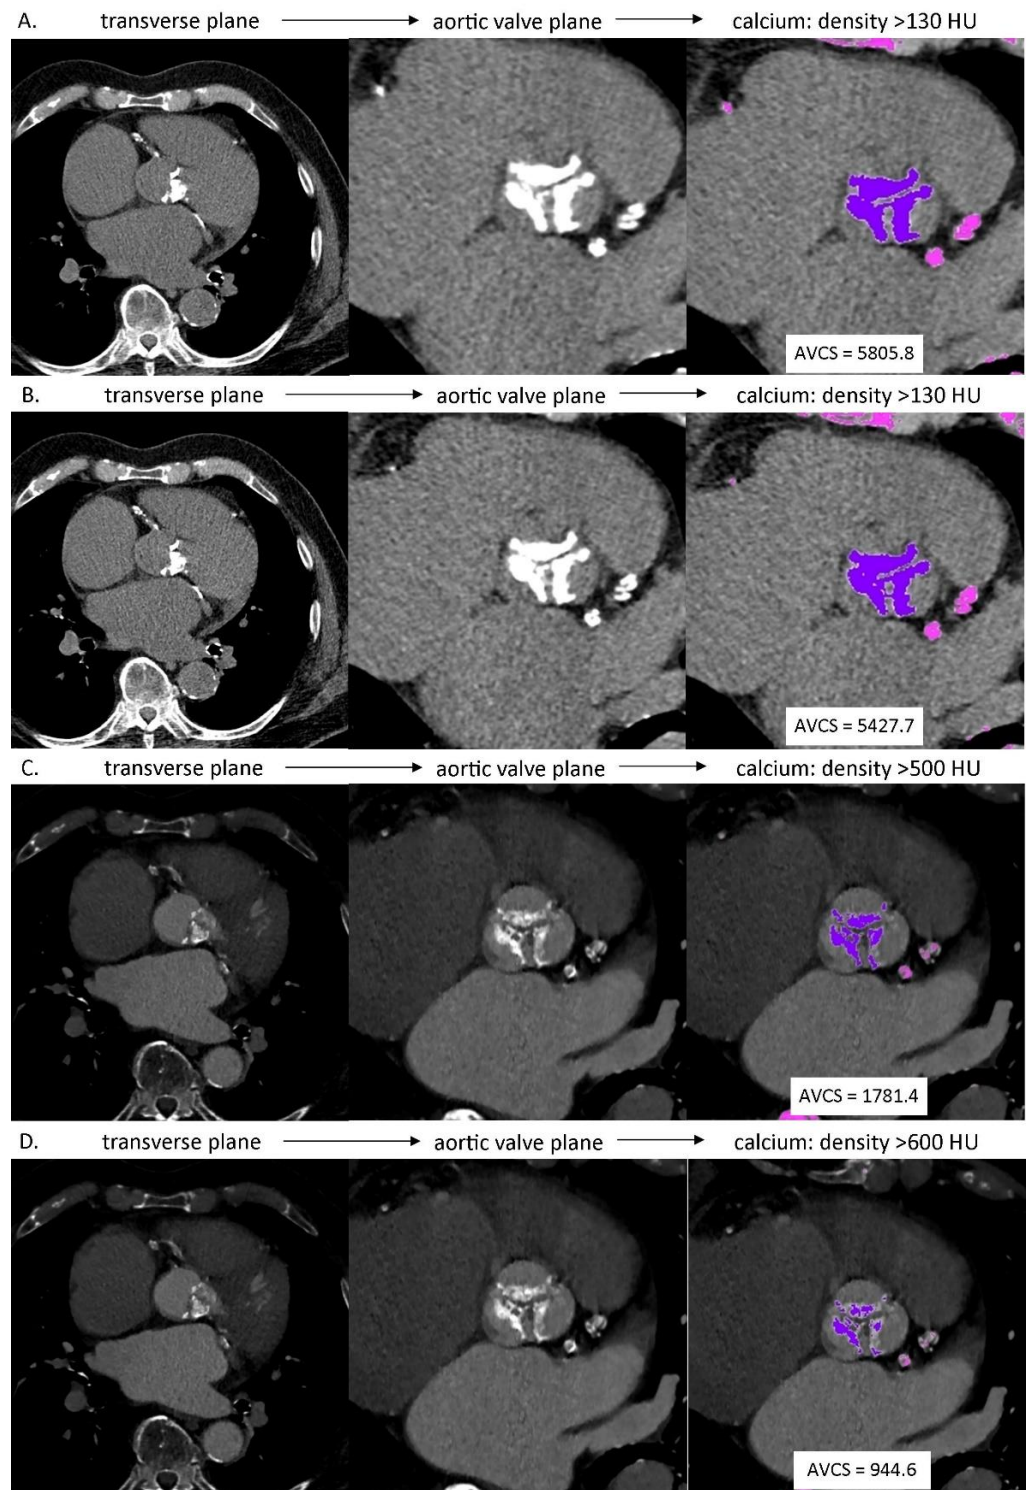 A. transverse plane → aortic valve plane → calcium: density >130 HU
AVCS = 5805.8
B. transverse plane → aortic valve plane → calcium: density >130 HU
AVCS = 5427.7
C. transverse plane → aortic valve plane → calcium: density >500 HU
AVCS = 1781.4
D. transverse plane → aortic valve plane → calcium: density >600 HU
AVCS = 944.6